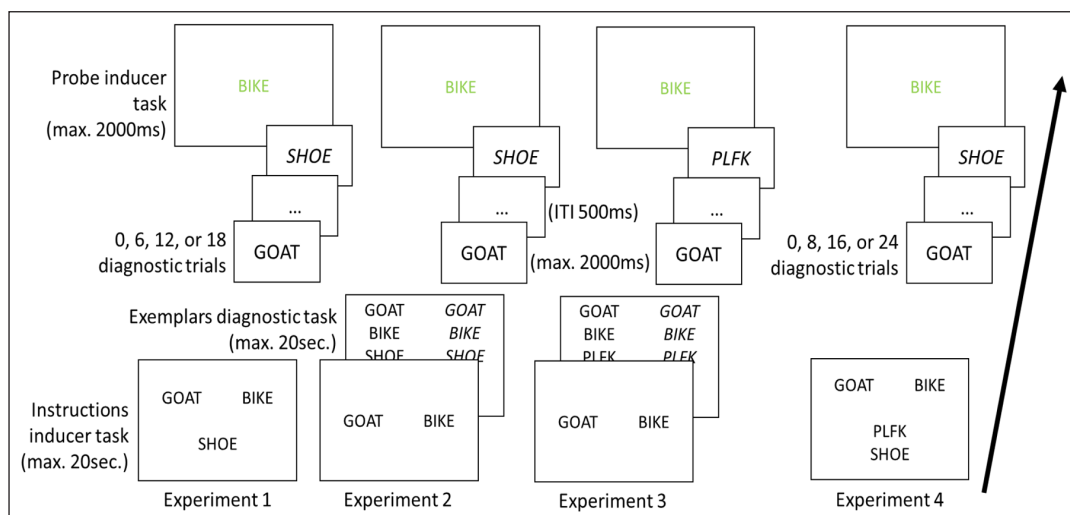 Probe inducer
task
(max. 2000ms)
BIKE
BIKE
BIKE
BIKE
SHOE
SHOE
PLFK
SHOE
...
...
(ITI 500ms)
...
...
0, 6, 12, or 18
diagnostic trials
GOAT
GOAT
(max. 2000ms)
GOAT
0, 8, 16, or 24
diagnostic trials
GOAT
Exemplars diagnostic task
(max. 20sec.)
GOAT GOAT
BIKE BIKE
SHOE SHOE
GOAT GOAT
BIKE BIKE
PLFK PLFK
Instructions
inducer task
(max. 20sec.)
GOAT BIKE
SHOE
GOAT BIKE
GOAT BIKE
GOAT BIKE
PLFK
SHOE
Experiment 1
Experiment 2
Experiment 3
Experiment 4